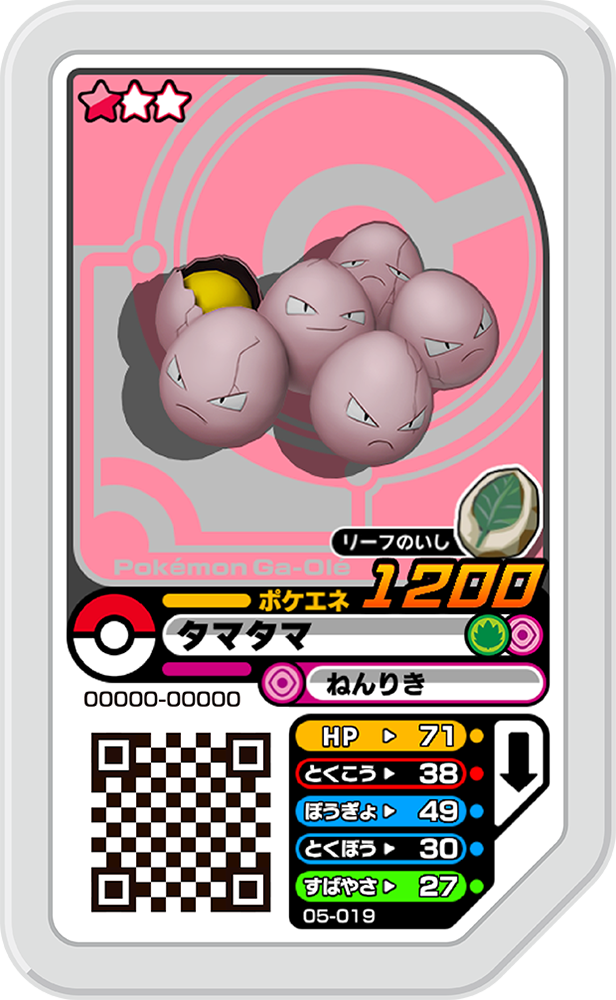 リーフのいし
Pokémon Ga-Olé
ポケエネ 1200
タマタマ
00000-00000
ねんりき
HP ▶ 71
とくこう ▶ 38
ぼうぎょ ▶ 49
とくぼう ▶ 30
すばやさ ▶ 27
05-019